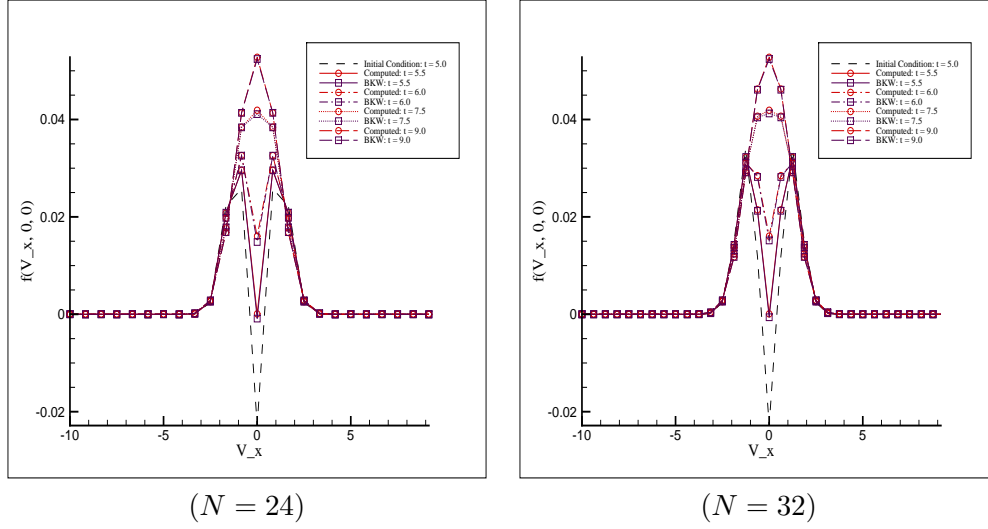 Initial Condition: t = 5.0
Computed: t = 5.5
BKW: t = 5.5
Computed: t = 6.0
BKW: t = 6.0
Computed: t = 7.5
BKW: t = 7.5
Computed: t = 9.0
BKW: t = 9.0
f(V_x, 0, 0)
0.04
0.02
0
-0.02
-10
-5
0
5
V_x
(N = 24)
Initial Condition: t = 5.0
Computed: t = 5.5
BKW: t = 5.5
Computed: t = 6.0
BKW: t = 6.0
Computed: t = 7.5
BKW: t = 7.5
Computed: t = 9.0
BKW: t = 9.0
f(V_x, 0, 0)
0.04
0.02
0
-0.02
-10
-5
0
5
V_x
(N = 32)